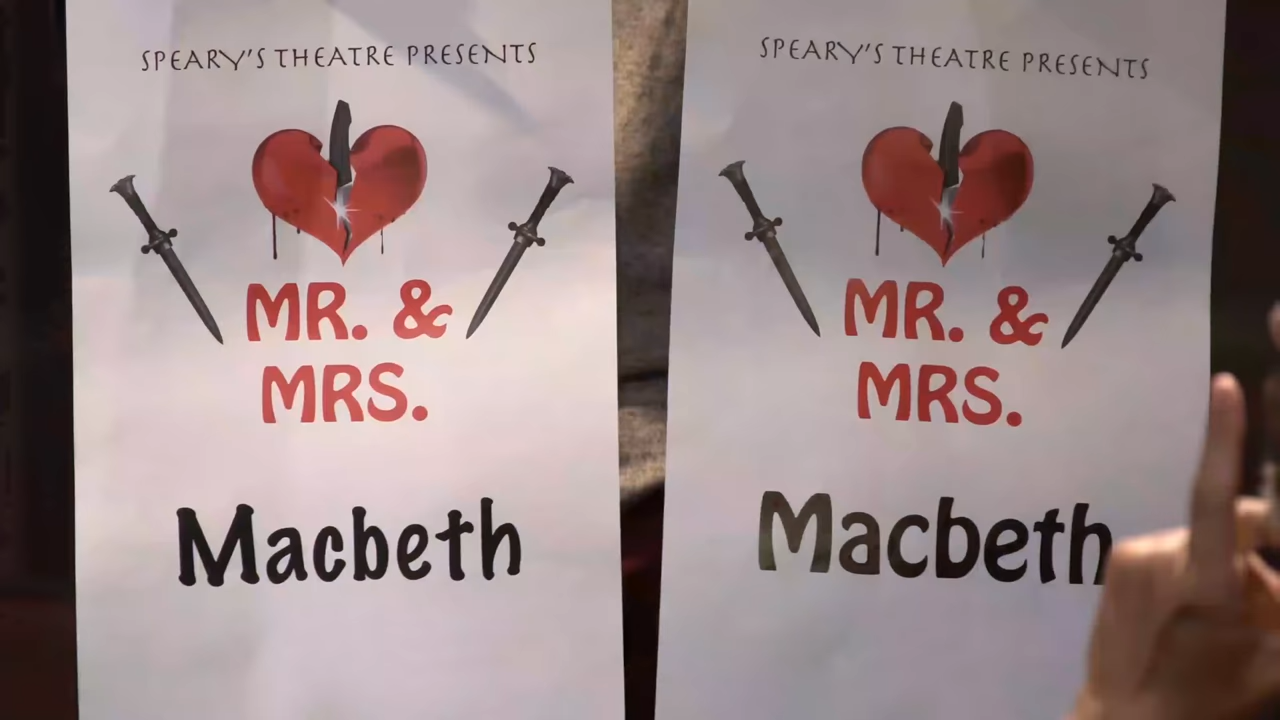 SPEARY'S THEATRE PRESENTS
MR. &
MRS.
Macbeth
SPEARY'S THEATRE PRESENTS
MR. &
MRS.
Macbeth